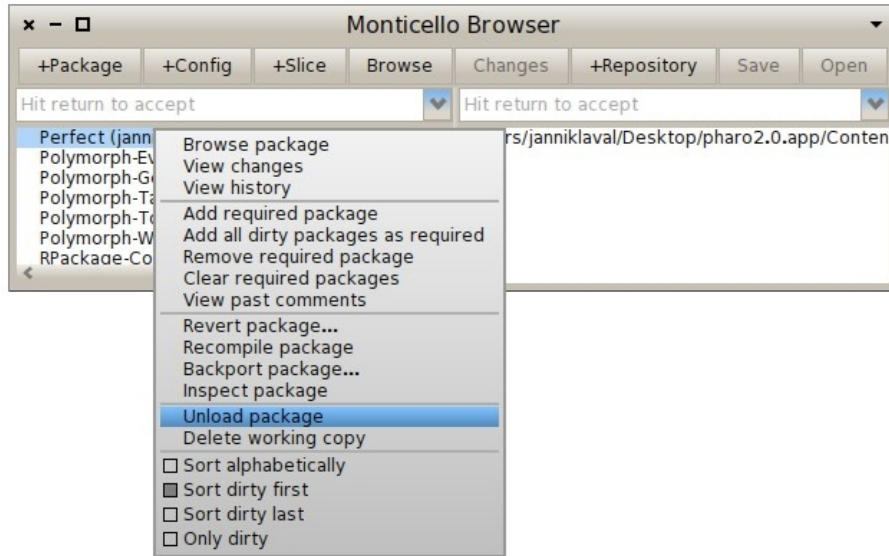 Monticello Browser
+Package +Config +Slice Browse Changes +Repository Save Open
Hit return to accept Hit return to accept
Perfect (jann rs/janniklaval/Desktop/pharo2.0.app/Conten
Polymorph-Ev
Polymorph-Ge
Polymorph-Ta
Polymorph-To
Polymorph-W
RPackage-Co
Browse package
View changes
View history
Add required package
Add all dirty packages as required
Remove required package
Clear required packages
View past comments
Revert package...
Recompile package
Backport package...
Inspect package
Unload package
Delete working copy
Sort alphabetically
Sort dirty first
Sort dirty last
Only dirty